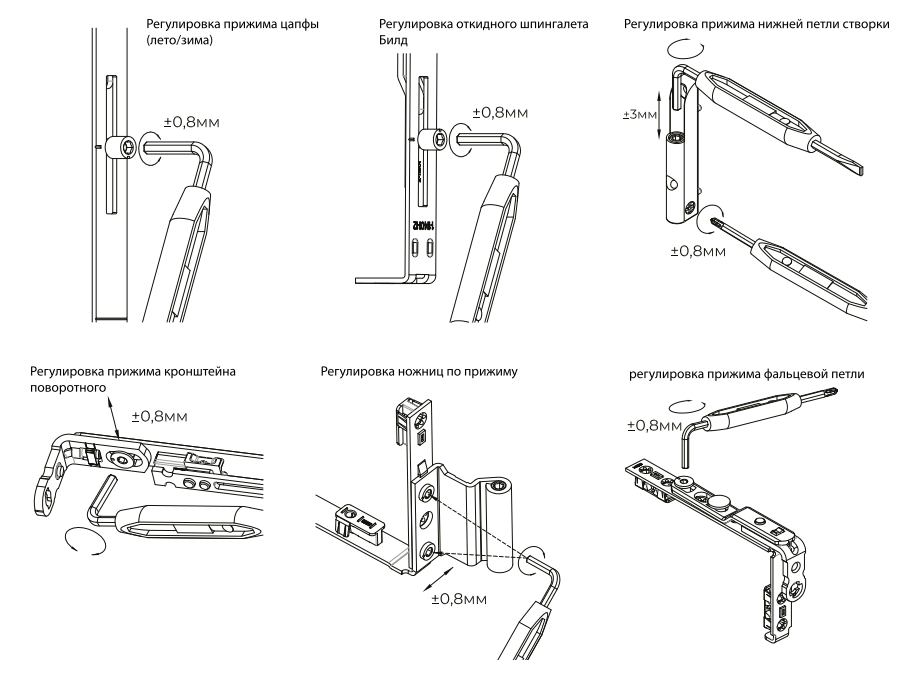 Регулировка прижима цапфы
(лето/зима)
±0,8мм
Регулировка откидного шпингалета
Билд
±0,8мм
Регулировка прижима нижней петли створки
±3мм
±0,8мм
Регулировка прижима кронштейна
поворотного
±0,8мм
Регулировка ножниц по прижиму
±0,8мм
регулировка прижима фальцевой петли
±0,8мм